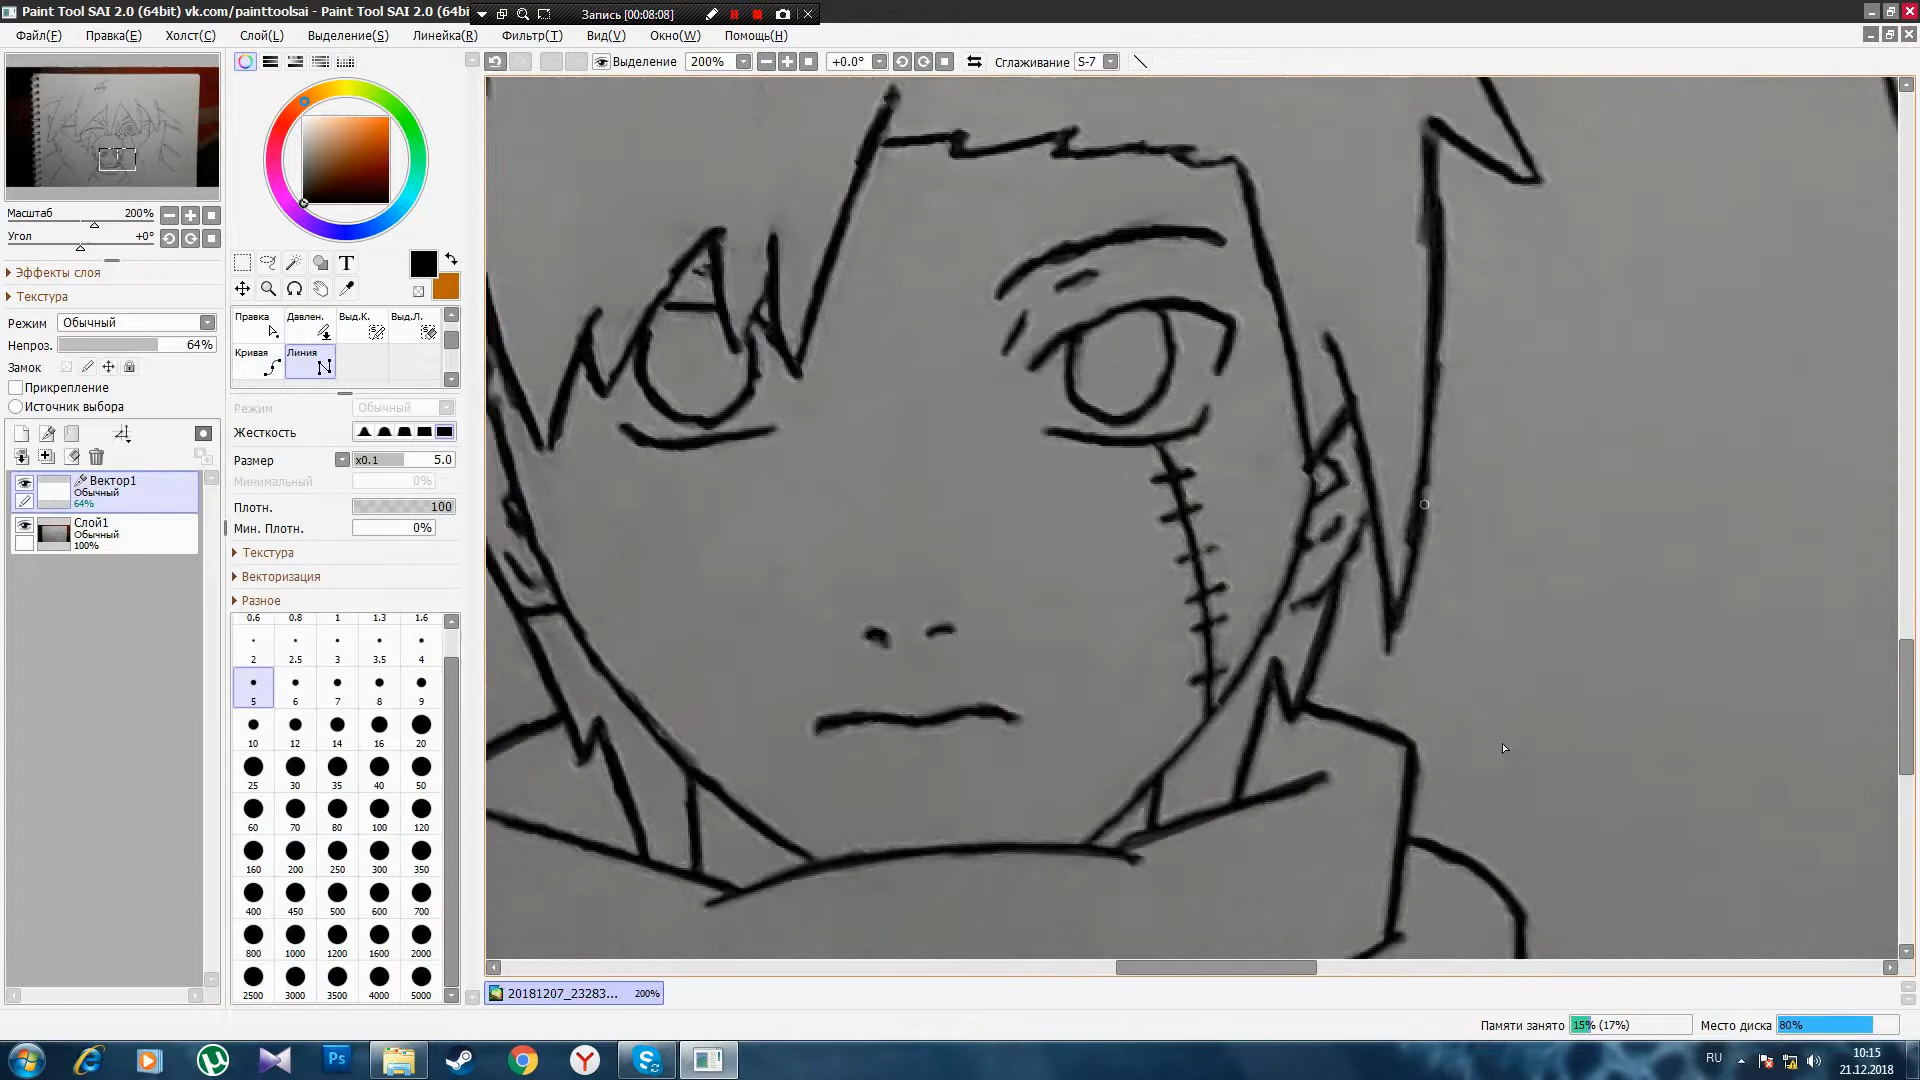 Paint Tool SAI 2.0 (64bit) vk.com/painttoolsai - Paint Tool SAI 2.0 (64bit)
Запись [00:08:08]
Файл(F) Правка(E) Холст(C) Слой(L) Выделение(S) Линейка(R) Фильтр(T) Вид(V) Окно(W) Помощь(H)
Выделение 200% +0.0° Сглаживание S-7
Масштаб 200%
Угол +0°
Эффекты слоя
Текстура
Режим Обычный
Непроз. 64%
Замок
Прикрепление
Источник выбора
Вектор1
Обычный
64%
Слой1
Обычный
100%
T
Правка Давлен. Выд.К. Выд.Л.
Кривая Линия
Режим Обычный
Жесткость
Размер x0.1 5.0
Минимальный 0%
Плотн. 100
Мин. Плотн. 0%
Текстура
Векторизация
Разное
0.6 0.8 1 1.3 1.6
2 2.5 3 3.5 4
5 6 7 8 9
10 12 14 16 20
25 30 35 40 50
60 70 80 100 120
160 200 250 300 350
400 450 500 600 700
800 1000 1200 1600 2000
2500 3000 3500 4000 5000
20181207_23283... 200%
Памяти занято 15% (17%) Место диска 80%
Ps
RU
10:15
21.12.2018